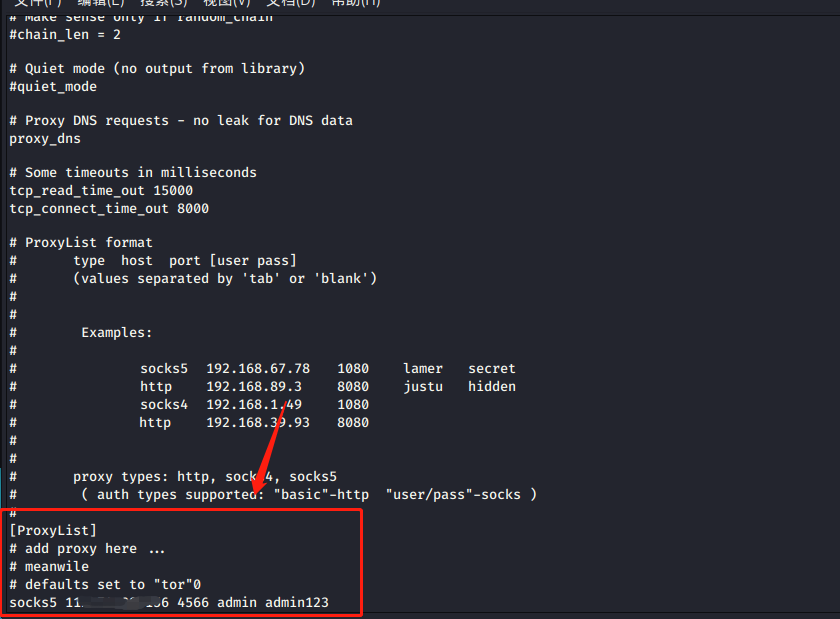 文件(F) 编辑(E) 搜索(S) 视图(V) 文档(D) 帮助(H)
# Make sense only if random_chain
#chain_len = 2
# Quiet mode (no output from library)
#quiet_mode
# Proxy DNS requests - no leak for DNS data
proxy_dns
# Some timeouts in milliseconds
tcp_read_time_out 15000
tcp_connect_time_out 8000
# ProxyList format
# type host port [user pass]
# (values separated by 'tab' or 'blank')
#
#
# Examples:
#
# socks5 192.168.67.78 1080 lamer secret
# http 192.168.89.3 8080 justu hidden
# socks4 192.168.1.49 1080
# http 192.168.39.93 8080
#
#
# proxy types: http, socks4, socks5
# ( auth types supported: "basic"-http "user/pass"-socks )
#
[ProxyList]
# add proxy here ...
# meanwile
# defaults set to "tor"0
socks5 4566 admin admin123